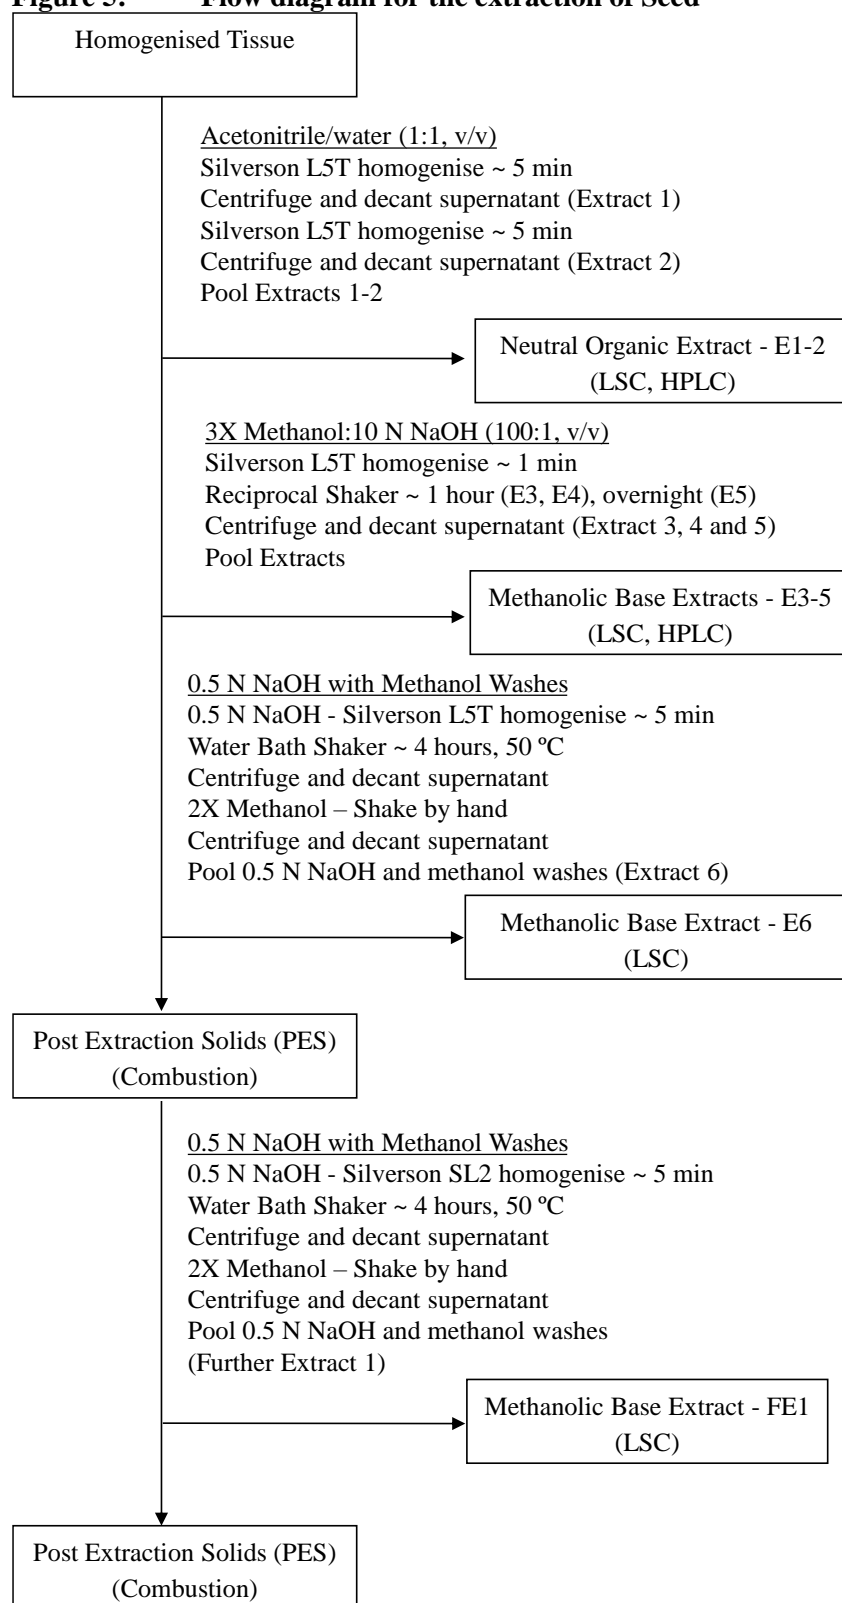 Figure 5: Flow diagram for the extraction of Seed
Homogenised Tissue
Acetonitrile/water (1:1, v/v)
Silverson L5T homogenise ~ 5 min
Centrifuge and decant supernatant (Extract 1)
Silverson L5T homogenise ~ 5 min
Centrifuge and decant supernatant (Extract 2)
Pool Extracts 1-2
Neutral Organic Extract - E1-2
(LSC, HPLC)
3X Methanol:10 N NaOH (100:1, v/v)
Silverson L5T homogenise ~ 1 min
Reciprocal Shaker ~ 1 hour (E3, E4), overnight (E5)
Centrifuge and decant supernatant (Extract 3, 4 and 5)
Pool Extracts
Methanolic Base Extracts - E3-5
(LSC, HPLC)
0.5 N NaOH with Methanol Washes
0.5 N NaOH - Silverson L5T homogenise ~ 5 min
Water Bath Shaker ~ 4 hours, 50 ºC
Centrifuge and decant supernatant
2X Methanol – Shake by hand
Centrifuge and decant supernatant
Pool 0.5 N NaOH and methanol washes (Extract 6)
Methanolic Base Extract - E6
(LSC)
Post Extraction Solids (PES)
(Combustion)
0.5 N NaOH with Methanol Washes
0.5 N NaOH - Silverson SL2 homogenise ~ 5 min
Water Bath Shaker ~ 4 hours, 50 ºC
Centrifuge and decant supernatant
2X Methanol – Shake by hand
Centrifuge and decant supernatant
Pool 0.5 N NaOH and methanol washes
(Further Extract 1)
Methanolic Base Extract - FE1
(LSC)
Post Extraction Solids (PES)
(Combustion)